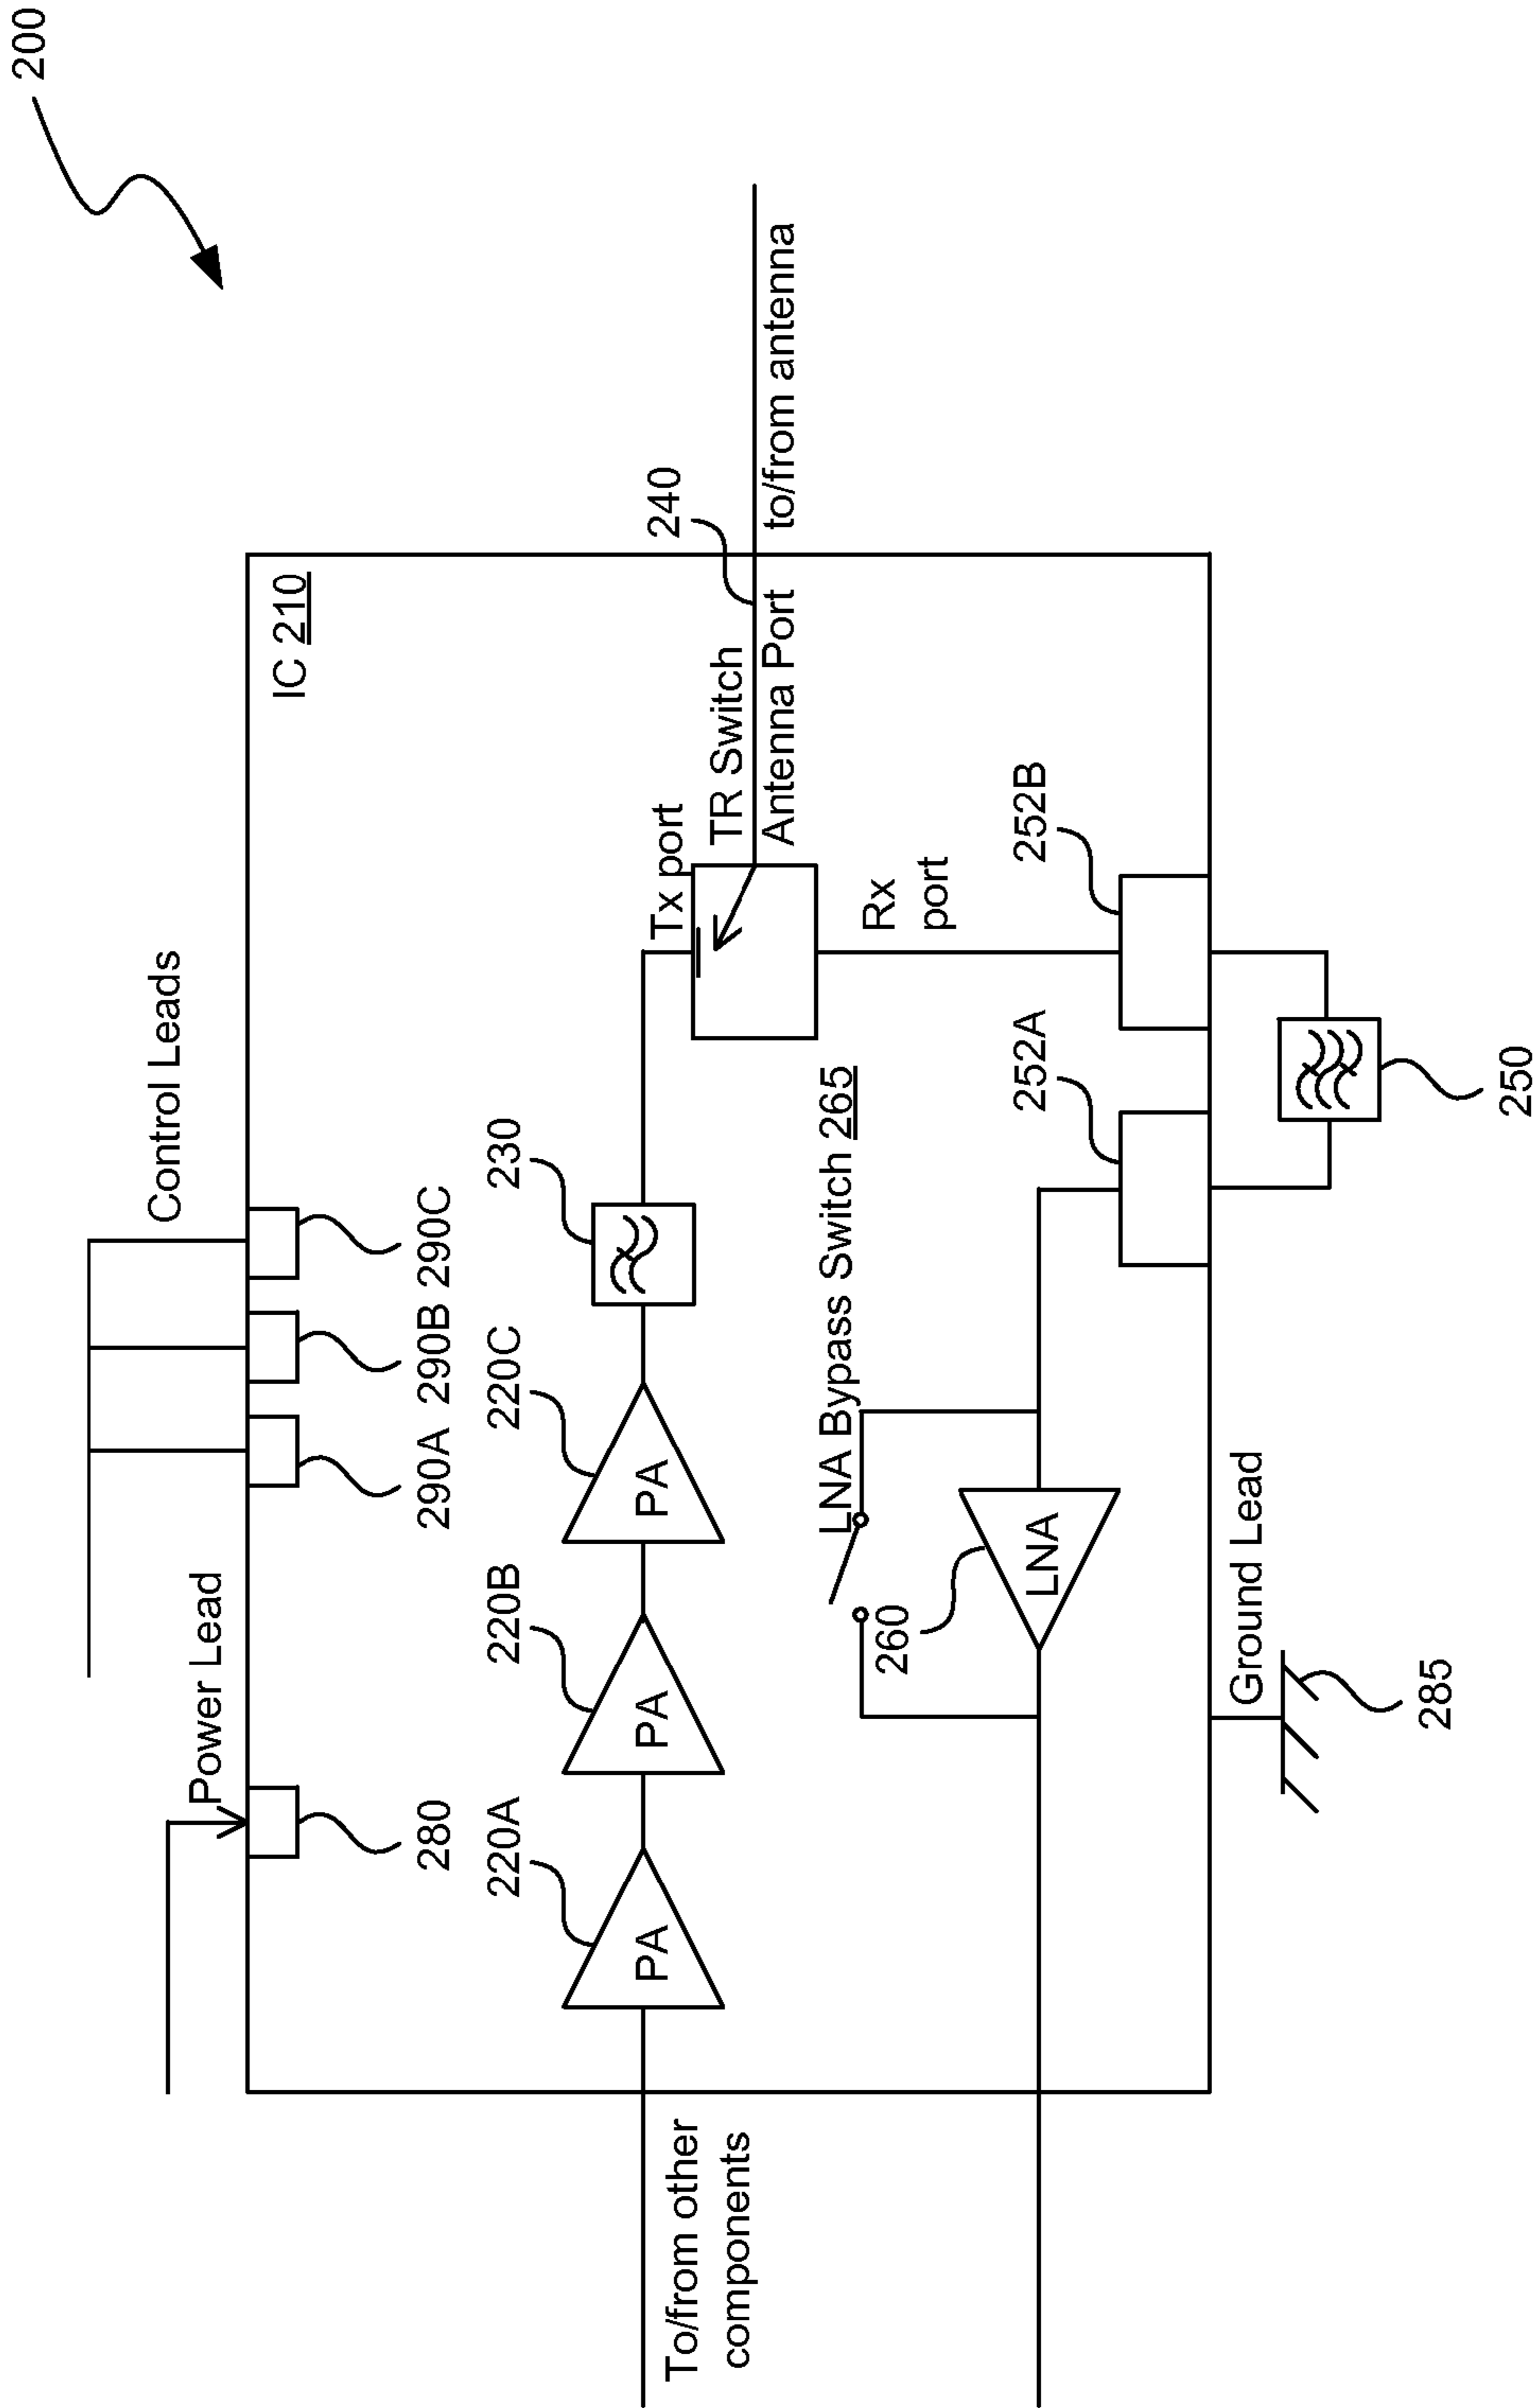 200
Control Leads
Power Lead
IC 210
280
290A
290B
290C
220A
220B
220C
230
240
PA
PA
PA
Tx port
TR Switch
Antenna Port
to/from antenna
To/from other
components
LNA Bypass Switch 265
Rx
port
260
LNA
252A
252B
Ground Lead
285
250